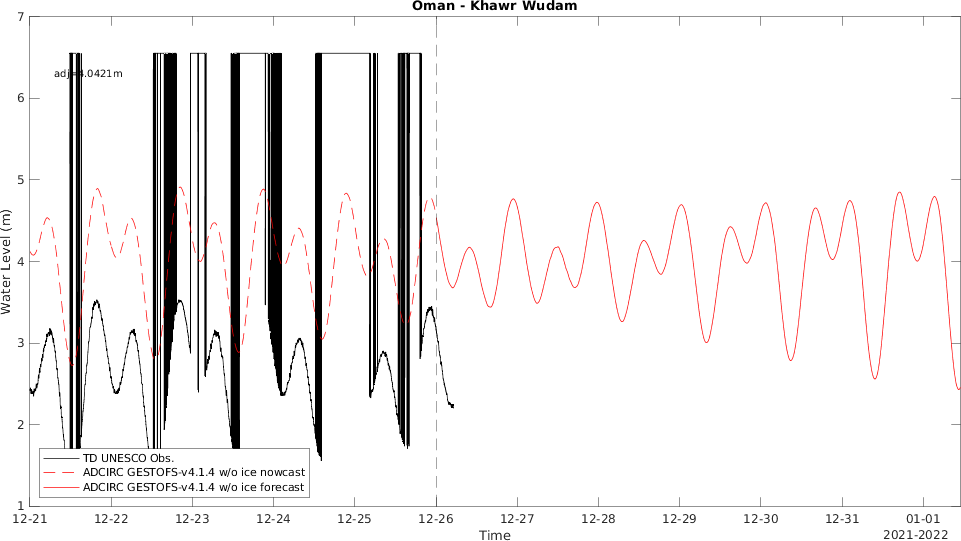 Oman - Khawr Wudam
7
6
5
4
3
2
1
Water Level (m)
adj=4.0421m
TD UNESCO Obs.
ADCIRC GESTOFS-v4.1.4 w/o ice nowcast
ADCIRC GESTOFS-v4.1.4 w/o ice forecast
12-21 12-22 12-23 12-24 12-25 12-26 12-27 12-28 12-29 12-30 12-31 01-01
Time
2021-2022